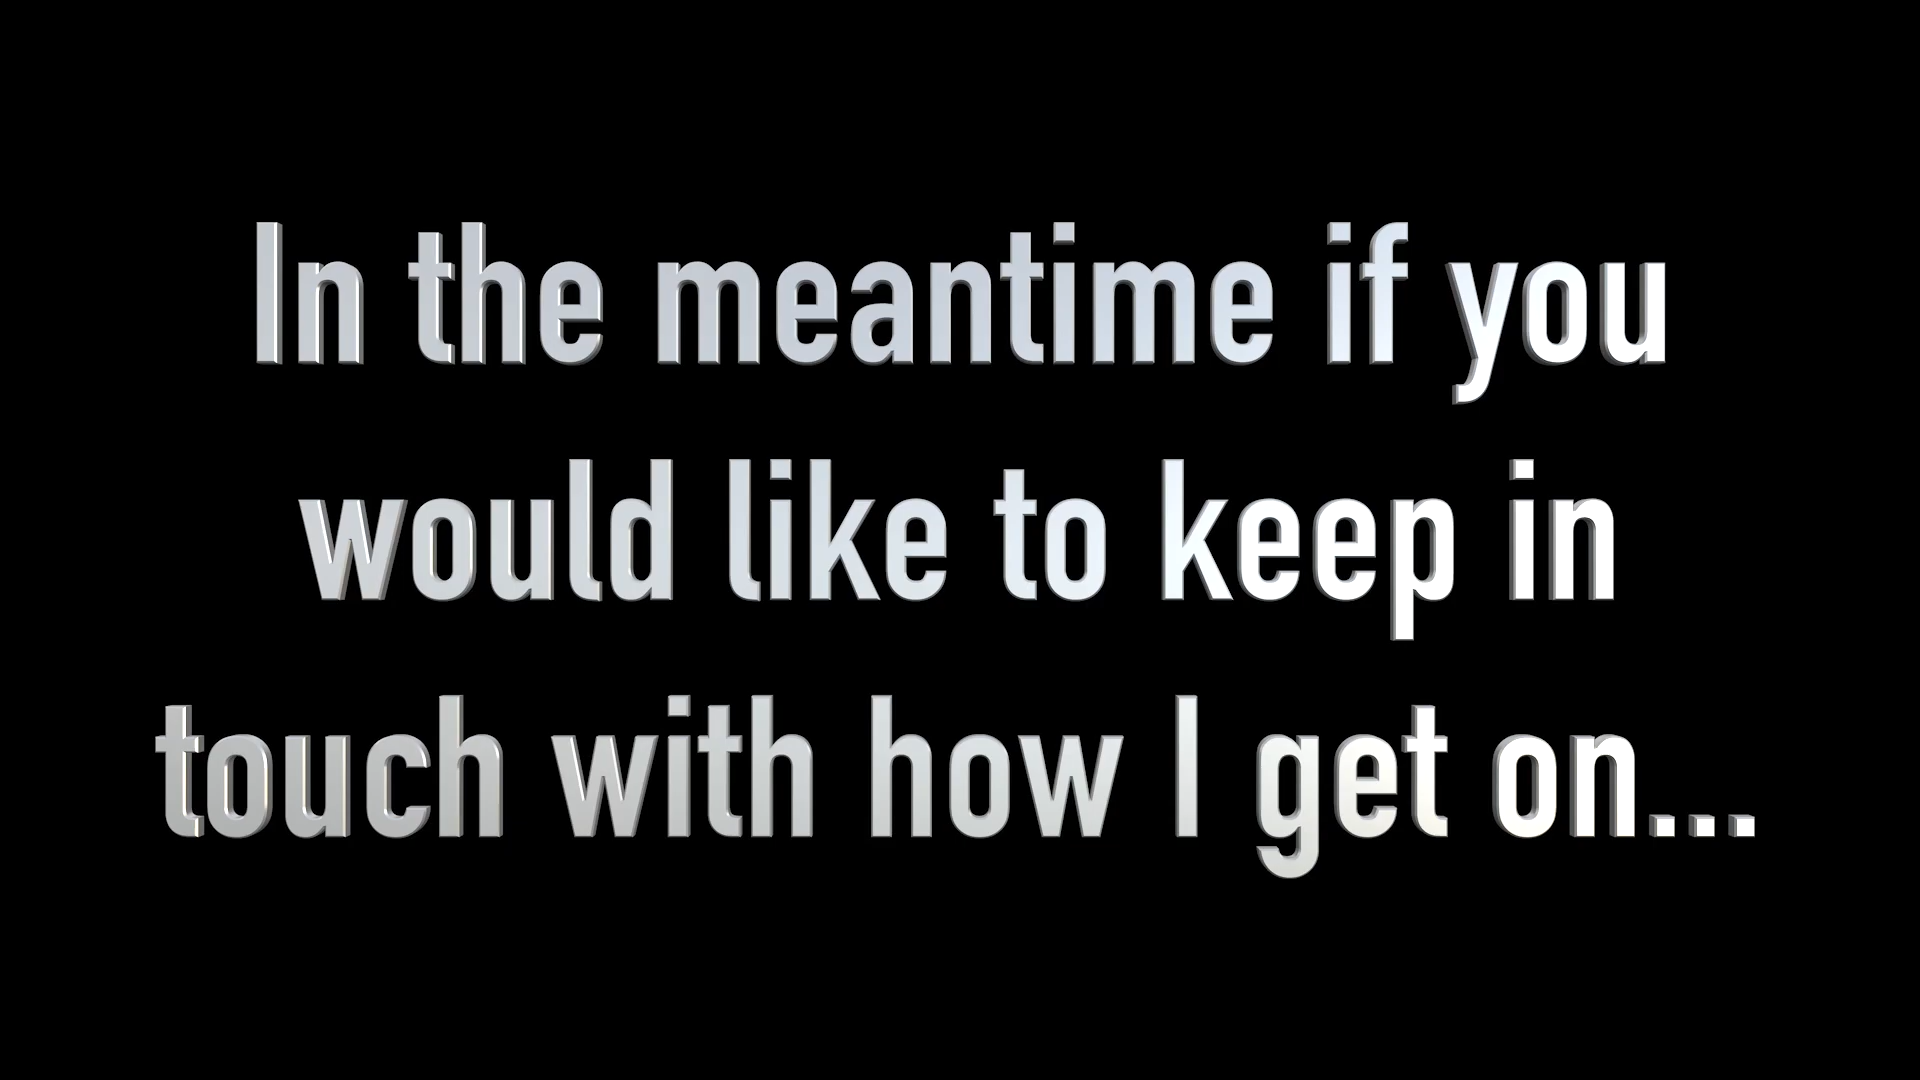 In the meantime if you
would like to keep in
touch with how I get on...